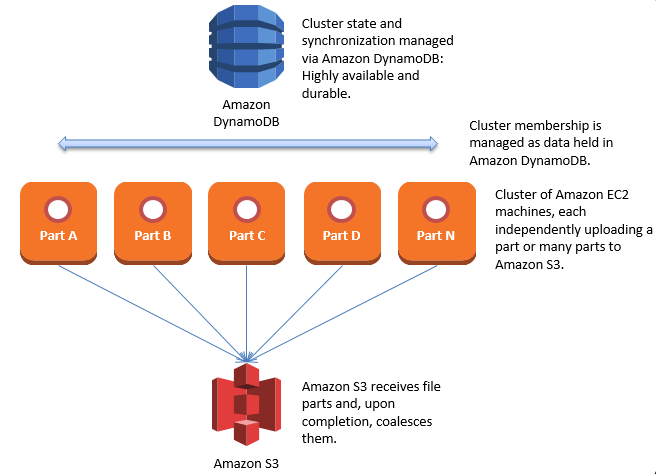 Cluster state and
synchronization managed
via Amazon DynamoDB:
Highly available and
durable.
Amazon
DynamoDB
Cluster membership is
managed as data held in
Amazon DynamoDB.
Cluster of Amazon EC2
machines, each
independently uploading a
part or many parts to
Amazon S3.
Part A
Part B
Part C
Part D
Part N
Amazon S3 receives file
parts and, upon
completion, coalesces
them.
Amazon S3